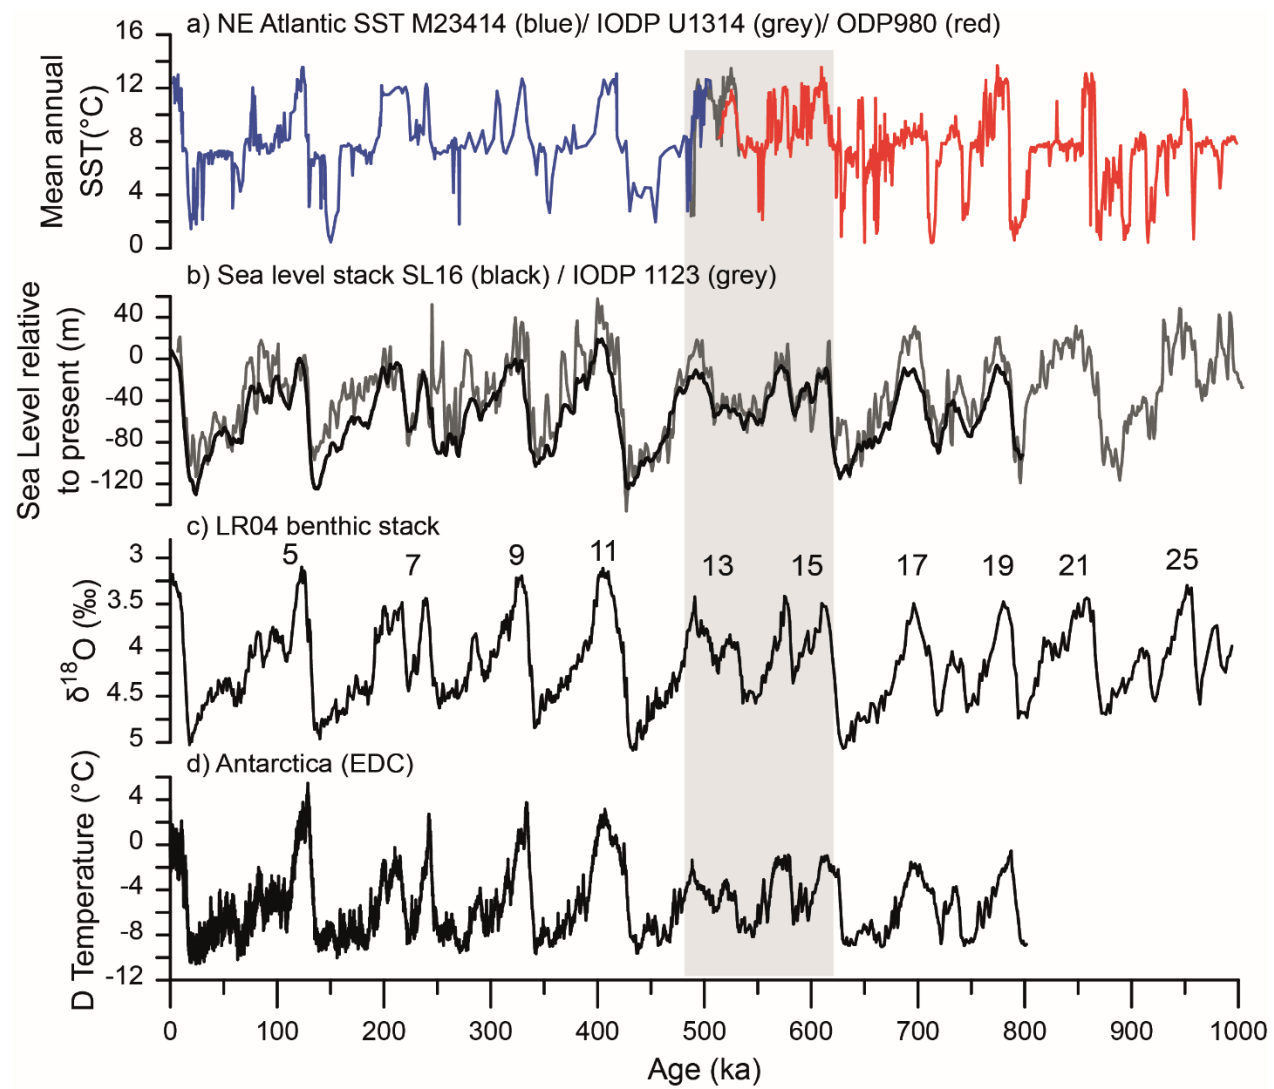 a) NE Atlantic SST M23414 (blue)/ IODP U1314 (grey)/ ODP980 (red)
Mean annual
SST(°C)
16
12
8
4
0
b) Sea level stack SL16 (black) / IODP 1123 (grey)
Sea Level relative
to present (m)
40
0
-40
-80
-120
c) LR04 benthic stack
δ18O (‰)
3
3.5
4
4.5
5
5
7
9
11
13
15
17
19
21
25
d) Antarctica (EDC)
D Temperature (°C)
4
0
-4
-8
-12
0 100 200 300 400 500 600 700 800 900 1000
Age (ka)